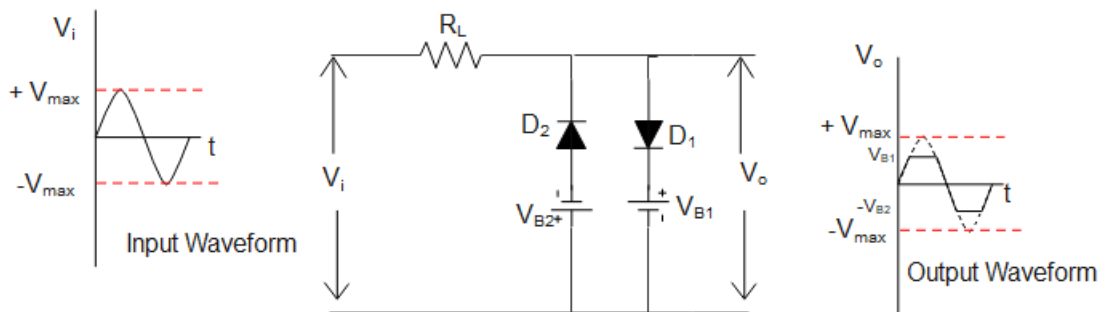 Vi
+ Vmax
t
-Vmax
Input Waveform
RL
D2
D1
Vi
Vo
- +
VB2+ VB1
- -
Vo
+ Vmax
VB1
t
-VB2
-Vmax
Output Waveform